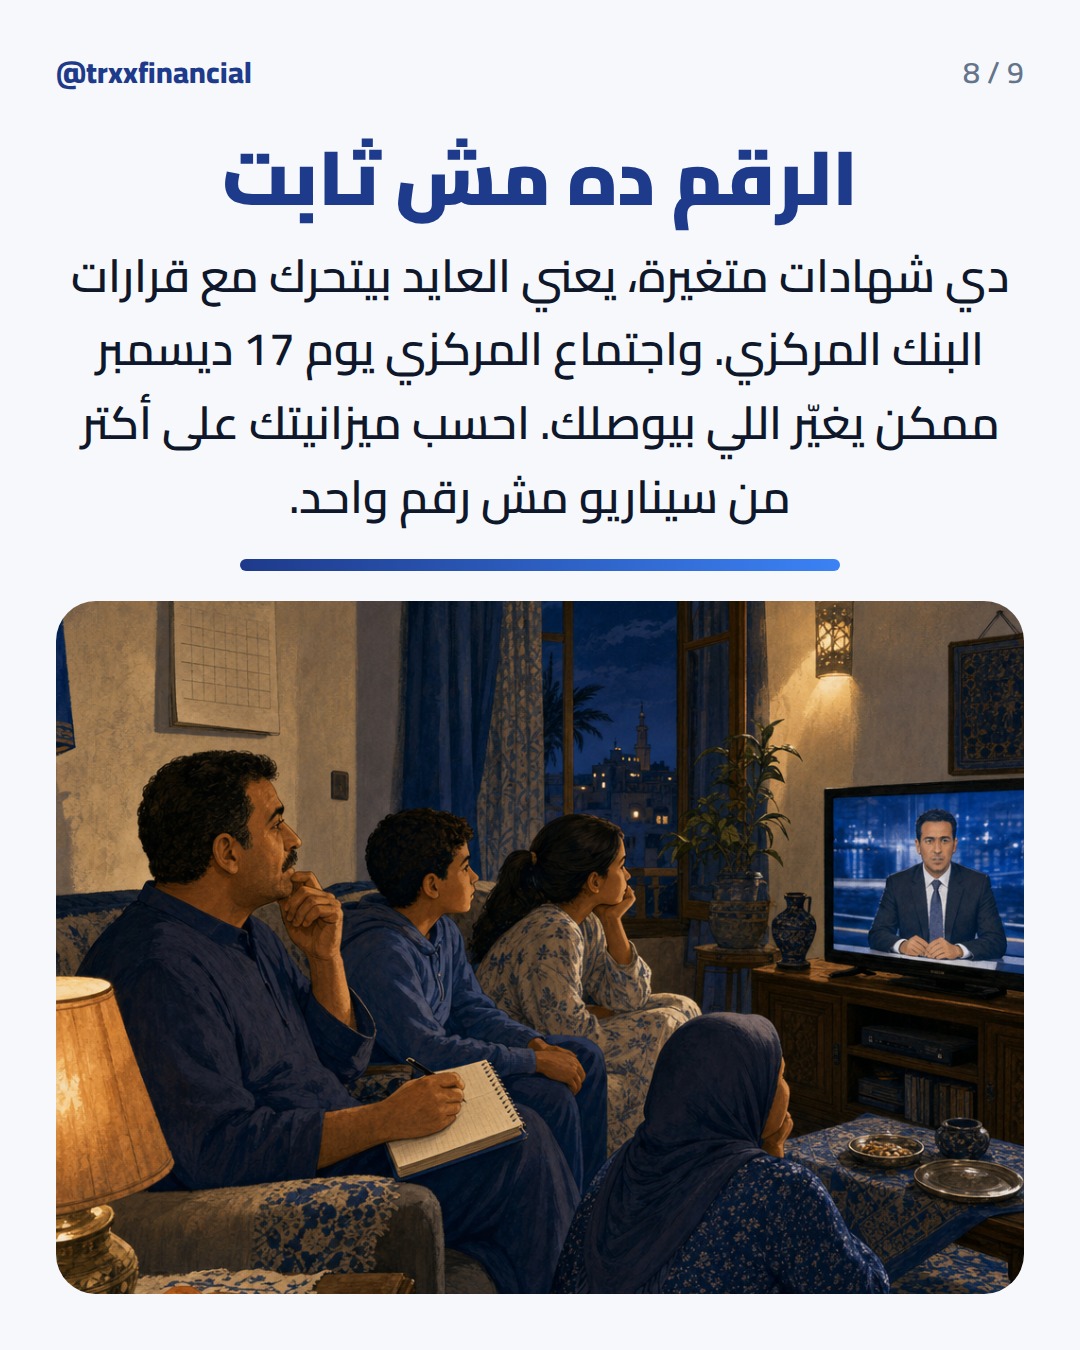 @trxxfinancial
8 / 9
الرقم ده مش ثابت
دي شهادات متغيرة، يعني العايد بيتحرك مع قرارات
البنك المركزي. واجتماع المركزي يوم 17 ديسمبر
ممكن يغيّر اللي بيوصلك. احسب ميزانيتك على أكتر
من سيناريو مش رقم واحد.